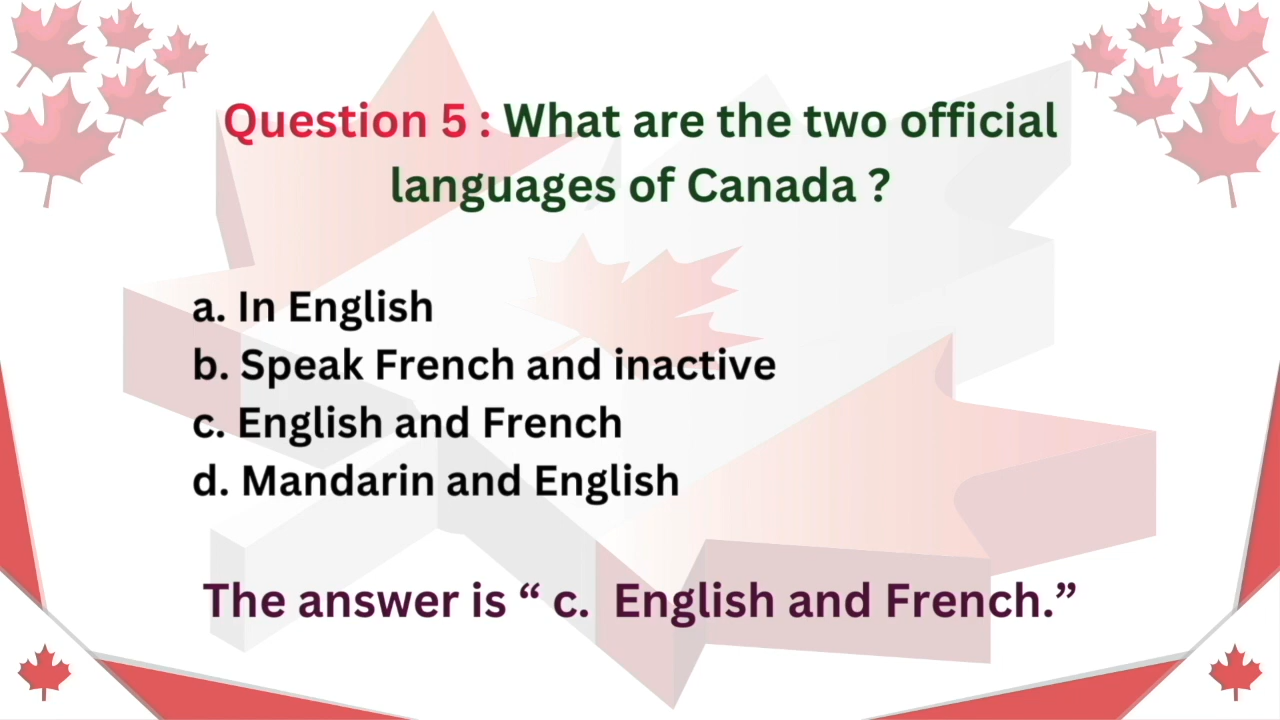 Question 5 : What are the two official
languages of Canada ?
a. In English
b. Speak French and inactive
c. English and French
d. Mandarin and English
The answer is “ c.  English and French.”